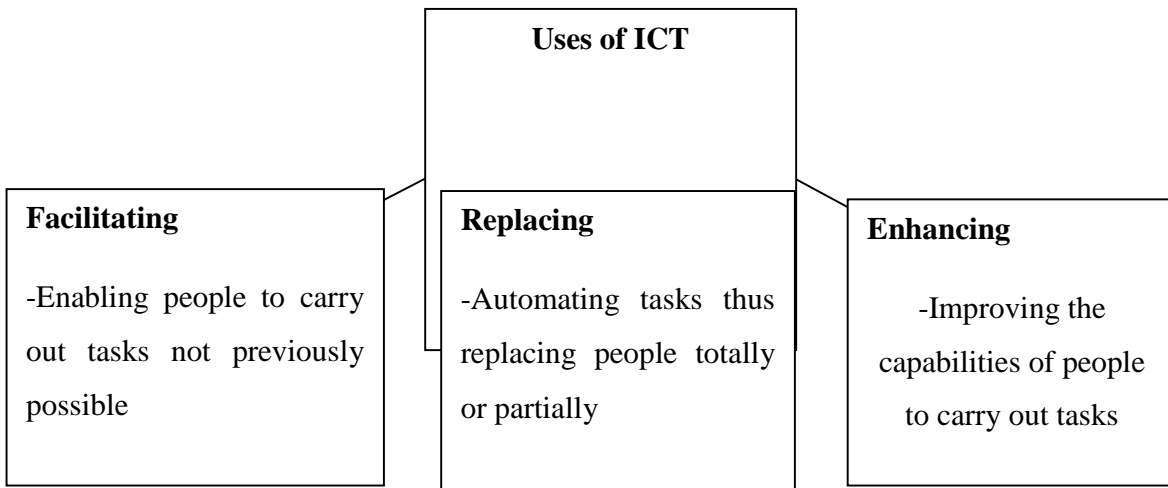 Uses of ICT
Facilitating
-Enabling people to carry
out tasks not previously
possible
Replacing
-Automating tasks thus
replacing people totally
or partially
Enhancing
-Improving the
capabilities of people
to carry out tasks